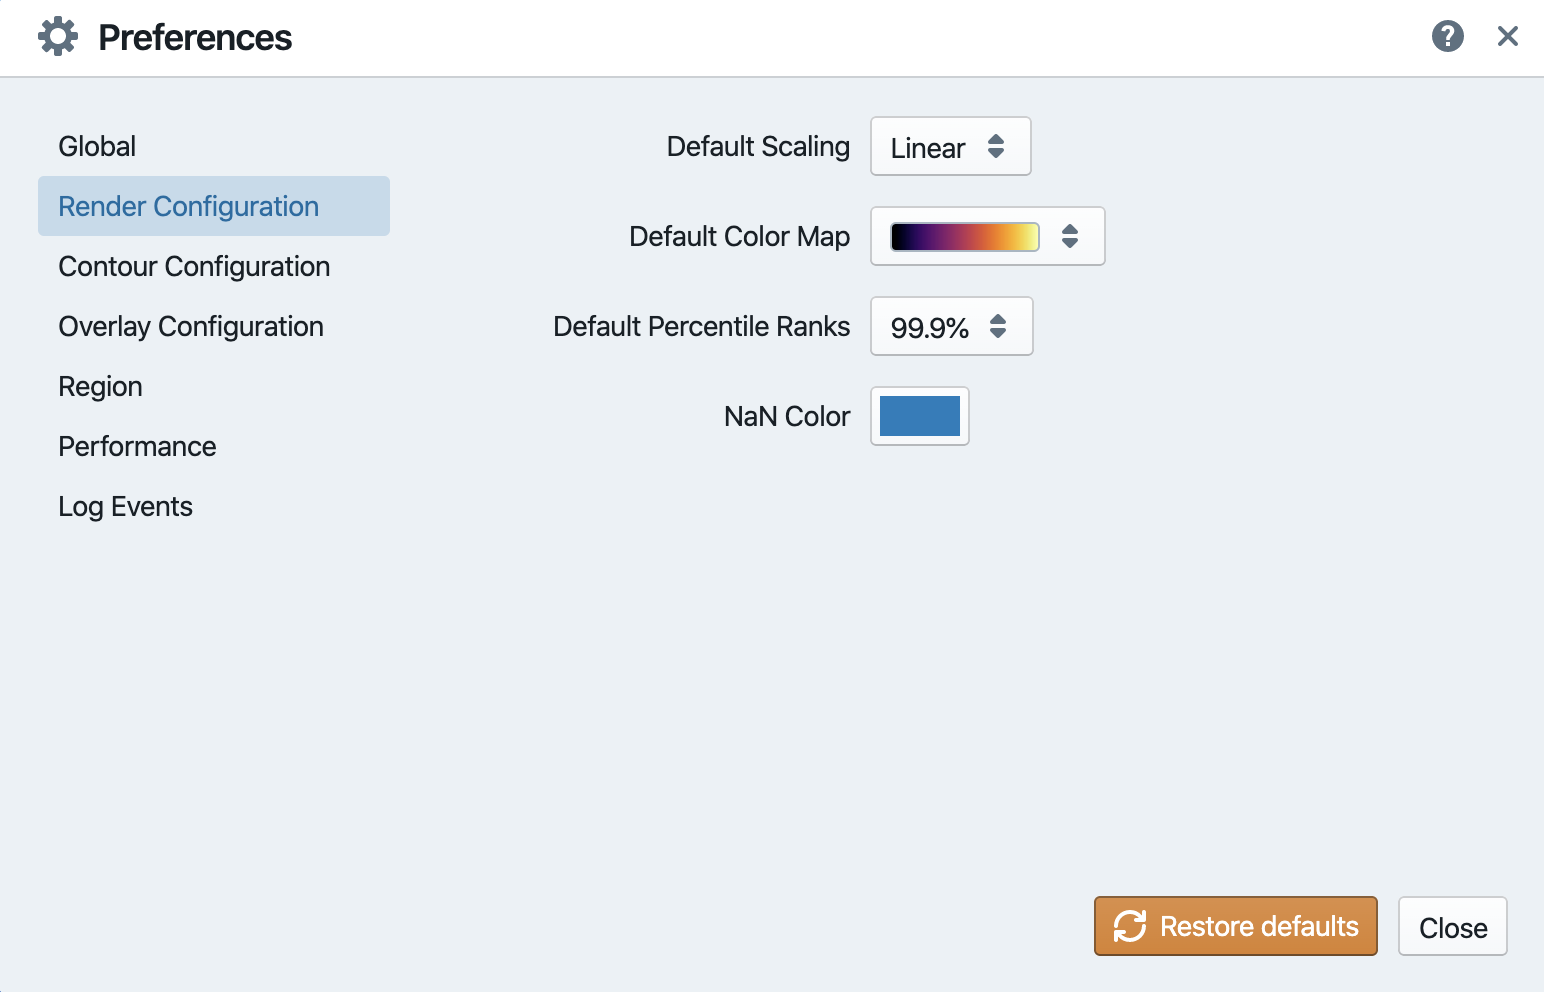 Preferences
Global
Render Configuration
Contour Configuration
Overlay Configuration
Region
Performance
Log Events
Default Scaling Linear
Default Color Map
Default Percentile Ranks 99.9%
NaN Color
Restore defaults Close